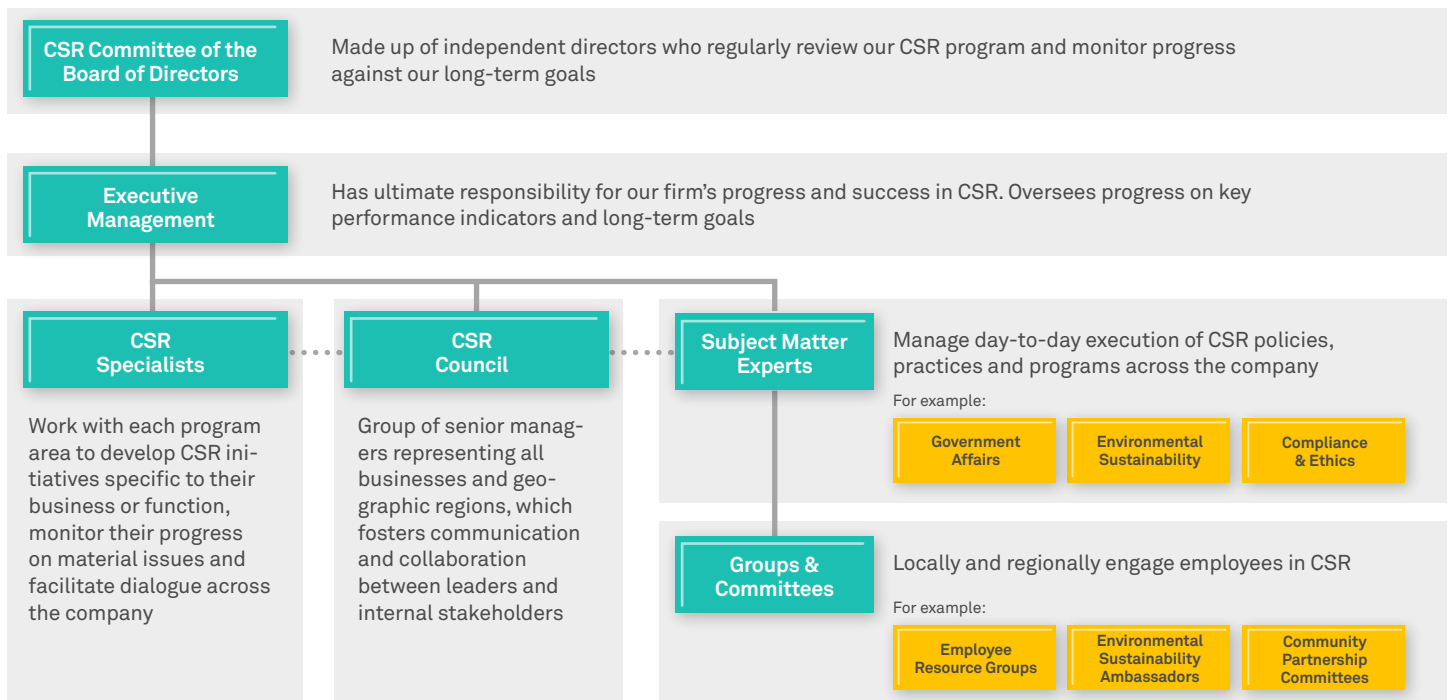 CSR Committee of the
Board of Directors
Made up of independent directors who regularly review our CSR program and monitor progress
against our long-term goals
Executive
Management
Has ultimate responsibility for our firm’s progress and success in CSR. Oversees progress on key
performance indicators and long-term goals
CSR
Specialists
Work with each program
area to develop CSR ini-
tiatives specific to their
business or function,
monitor their progress
on material issues and
facilitate dialogue across
the company
CSR
Council
Group of senior manag-
ers representing all
businesses and geo-
graphic regions, which
fosters communication
and collaboration
between leaders and
internal stakeholders
Subject Matter
Experts
Manage day-to-day execution of CSR policies,
practices and programs across the company
For example:
Government
Affairs
Environmental
Sustainability
Compliance
& Ethics
Groups &
Committees
Locally and regionally engage employees in CSR
For example:
Employee
Resource Groups
Environmental
Sustainability
Ambassadors
Community
Partnership
Committees